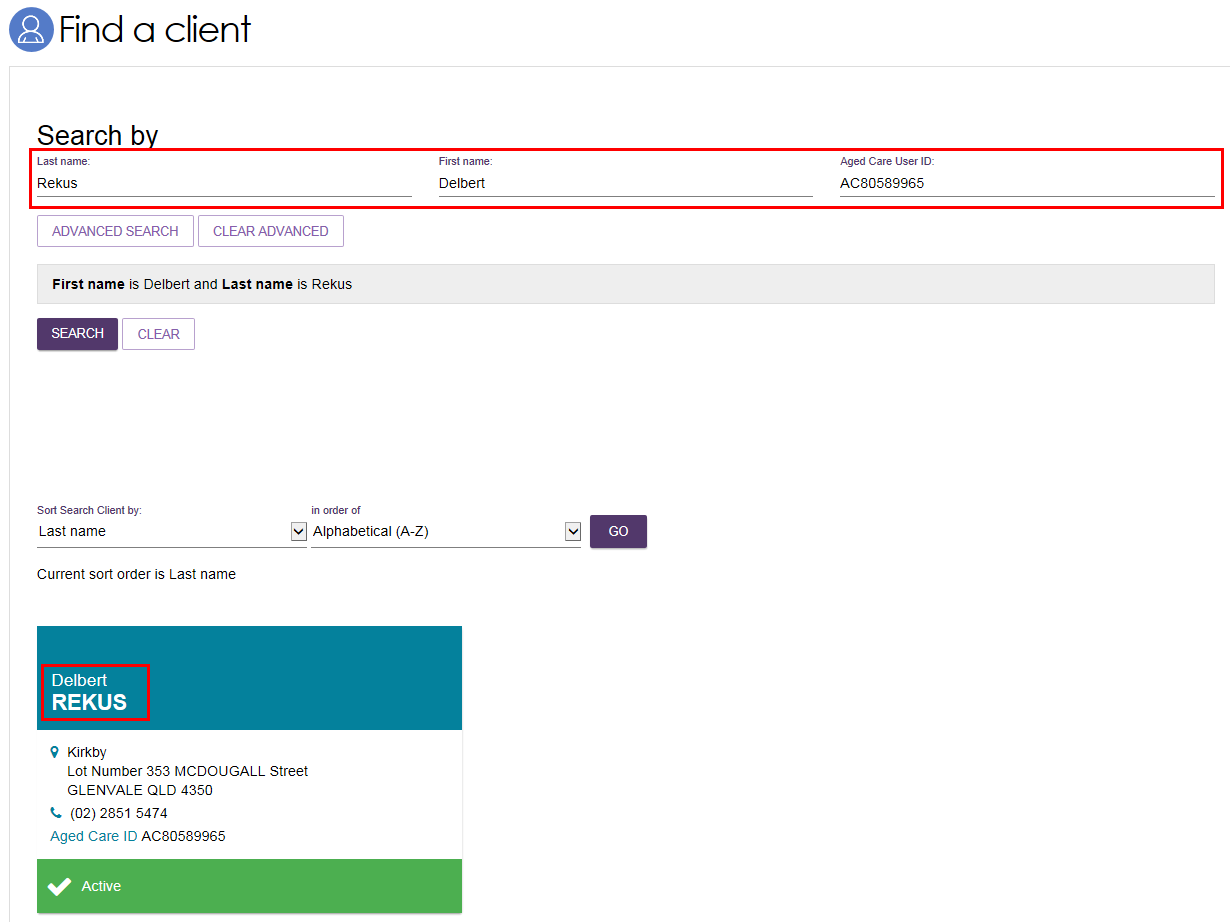 Find a client
Search by
Last name: First name: Aged Care User ID:
Rekus Delbert AC80589965
ADVANCED SEARCH CLEAR ADVANCED
First name is Delbert and Last name is Rekus
SEARCH CLEAR
Sort Search Client by: in order of
Last name Alphabetical (A-Z) GO
Current sort order is Last name
Delbert
REKUS
Kirkby
Lot Number 353 MCDOUGALL Street
GLENVALE QLD 4350
(02) 2851 5474
Aged Care ID AC80589965
Active